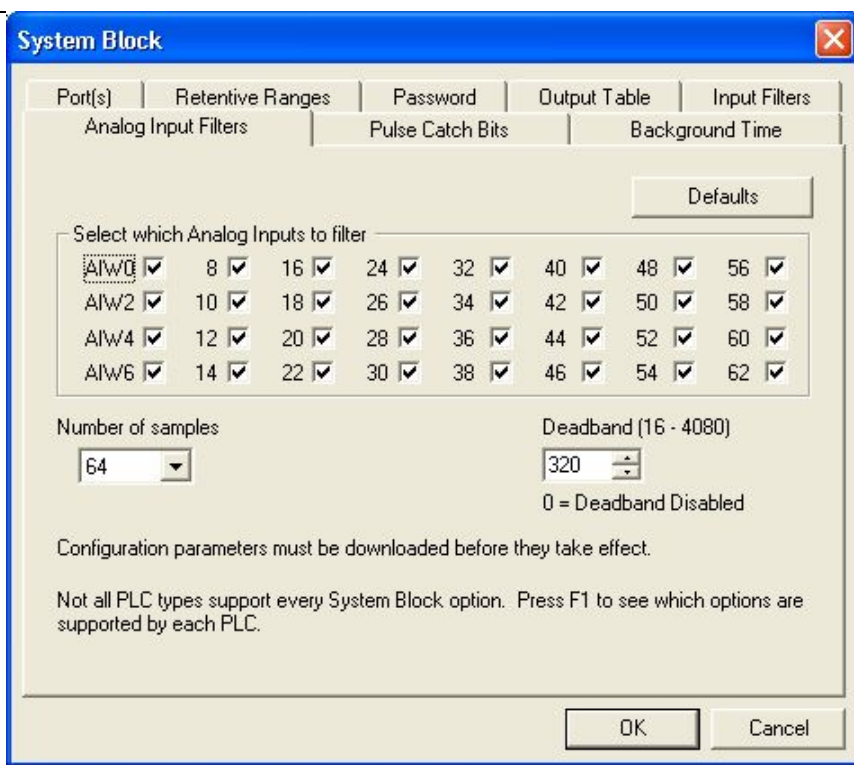 System Block
Port(s) Retentive Ranges Password Output Table Input Filters
Analog Input Filters Pulse Catch Bits Background Time
Defaults
Select which Analog Inputs to filter
AIW0 8 16 24 32 40 48 56
AIW2 10 18 26 34 42 50 58
AIW4 12 20 28 36 44 52 60
AIW6 14 22 30 38 46 54 62
Number of samples Deadband (16 - 4080)
64 320
0 = Deadband Disabled
Configuration parameters must be downloaded before they take effect.
Not all PLC types support every System Block option. Press F1 to see which options are
supported by each PLC.
OK Cancel